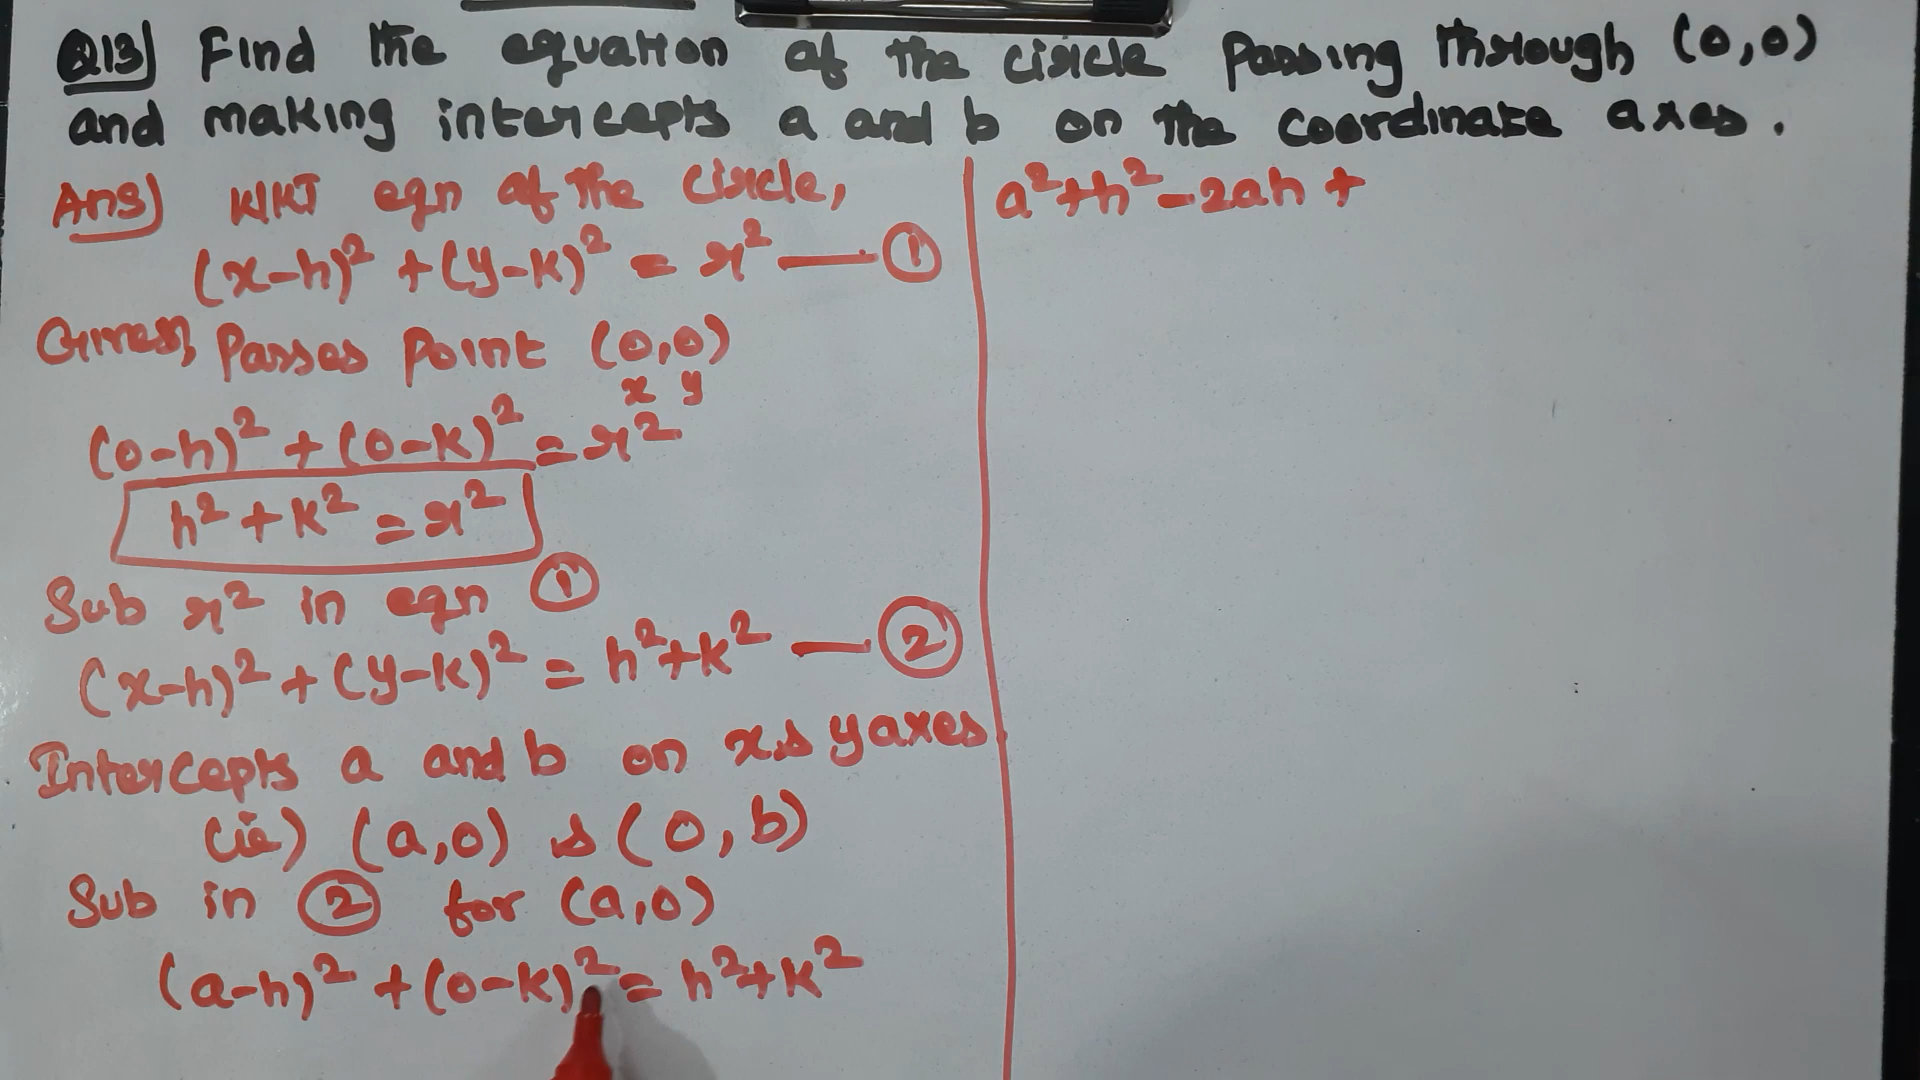 Q13) Find the equation of the circle passing through (0,0)
and making intercepts a and b on the coordinate axes.
Ans) WKT eqn of the circle,
(x-h)² + (y-k)² = r² — ①
Given, Passes Point (0,0)
x y
(0-h)² + (0-k)² = r²
h² + k² = r²
Sub r² in eqn ①
(x-h)² + (y-k)² = h²+k² — ②
Intercepts a and b on x & y axes.
(ie) (a,0) & (0,b)
Sub in ② for (a,0)
(a-h)² + (0-k)² = h²+k²
a²+h²-2ah+